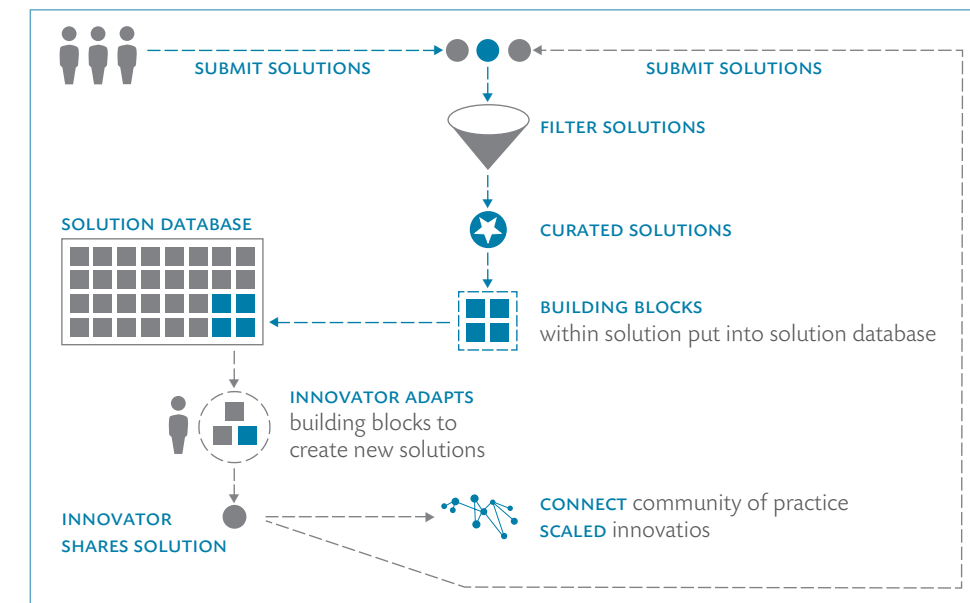 SUBMIT SOLUTIONS
SUBMIT SOLUTIONS
FILTER SOLUTIONS
SOLUTION DATABASE
CURATED SOLUTIONS
BUILDING BLOCKS
within solution put into solution database
INNOVATOR ADAPTS
building blocks to
create new solutions
INNOVATOR
SHARES SOLUTION
CONNECT community of practice
SCALED innovatios